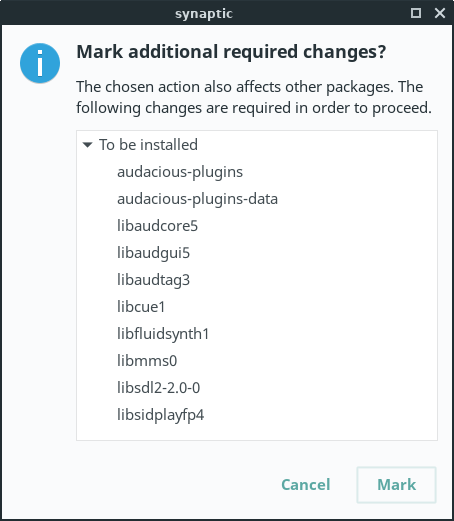 synaptic
Mark additional required changes?
The chosen action also affects other packages. The
following changes are required in order to proceed.
To be installed
audacious-plugins
audacious-plugins-data
libaudcore5
libaudgui5
libaudtag3
libcue1
libfluidsynth1
libmms0
libsdl2-2.0-0
libsidplayfp4
Cancel
Mark